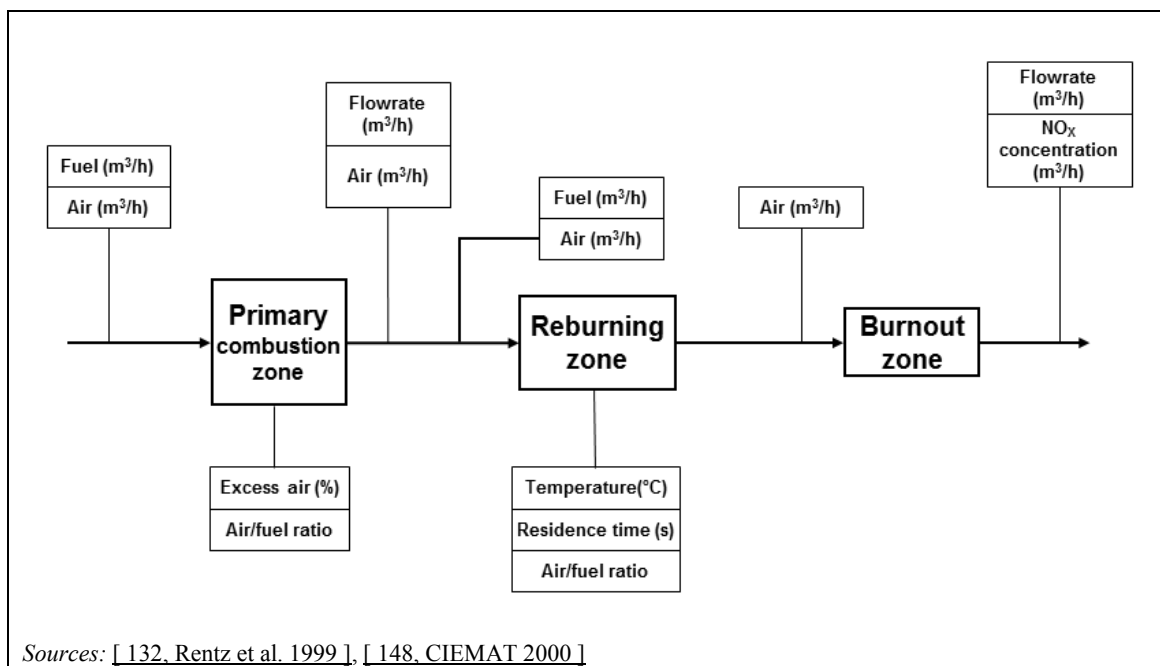 Fuel (m³/h)
Air (m³/h)
Flowrate
(m³/h)
Air (m³/h)
Fuel (m³/h)
Air (m³/h)
Air (m³/h)
Flowrate
(m³/h)
NOX
concentration
(m³/h)
Primary
combustion
zone
Reburning
zone
Burnout
zone
Excess air (%)
Air/fuel ratio
Temperature(°C)
Residence time (s)
Air/fuel ratio
Sources: [ 132, Rentz et al. 1999 ], [ 148, CIEMAT 2000 ]